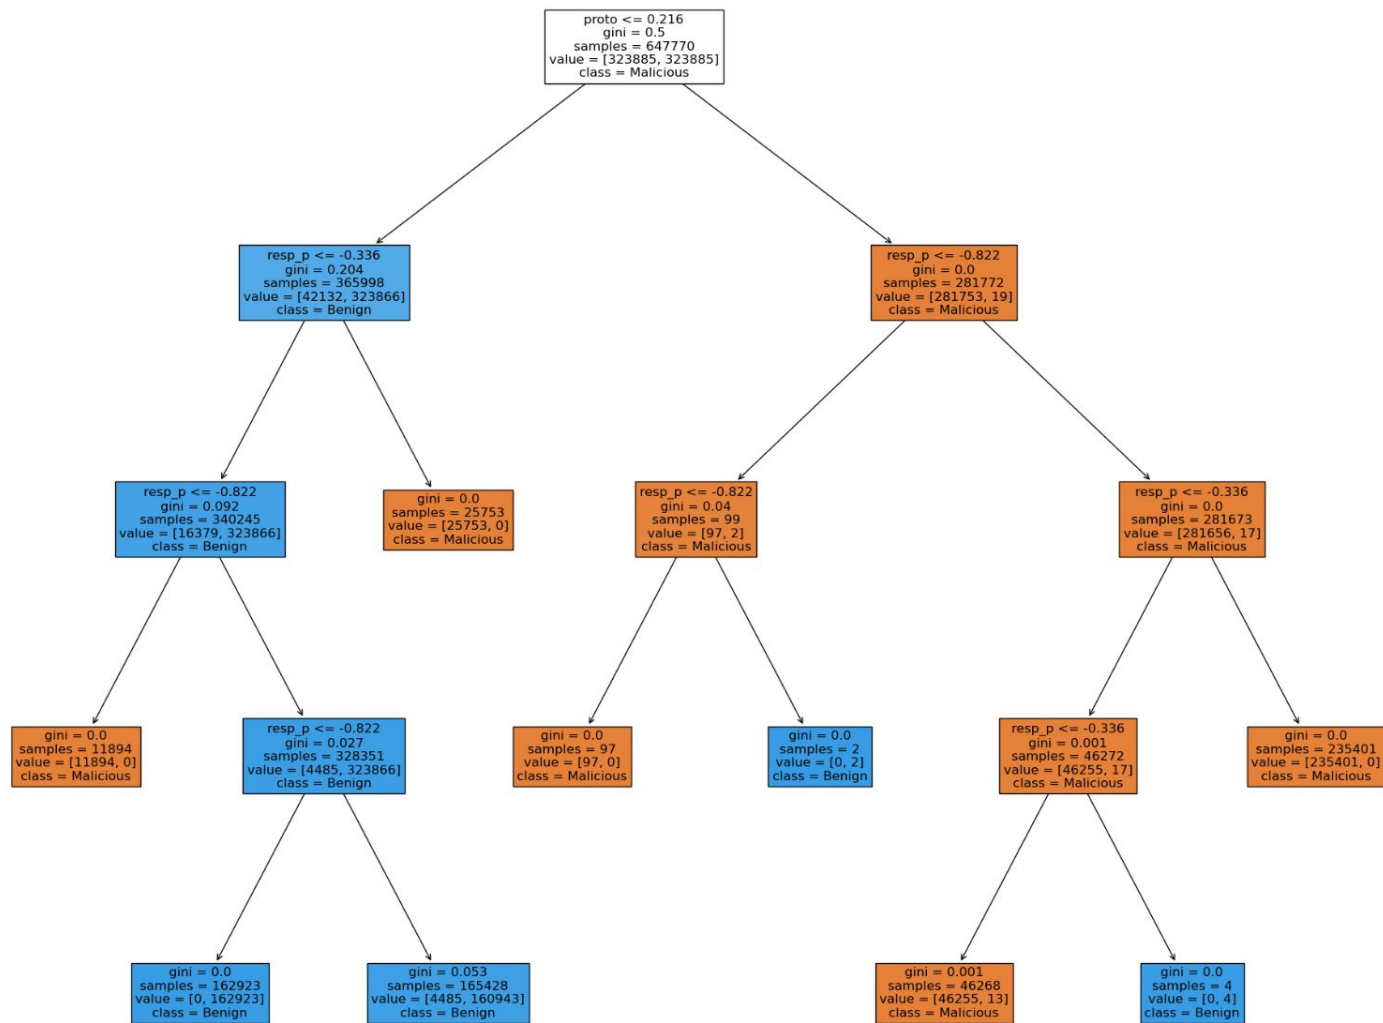 proto <= 0.216
gini = 0.5
samples = 647770
value = [323885, 323885]
class = Malicious
resp_p <= -0.336
gini = 0.204
samples = 365998
value = [42132, 323866]
class = Benign
resp_p <= -0.822
gini = 0.0
samples = 281772
value = [281753, 19]
class = Malicious
resp_p <= -0.822
gini = 0.092
samples = 340245
value = [16379, 323866]
class = Benign
gini = 0.0
samples = 25753
value = [25753, 0]
class = Malicious
resp_p <= -0.822
gini = 0.04
samples = 99
value = [97, 2]
class = Malicious
resp_p <= -0.336
gini = 0.0
samples = 281673
value = [281656, 17]
class = Malicious
gini = 0.0
samples = 11894
value = [11894, 0]
class = Malicious
resp_p <= -0.822
gini = 0.027
samples = 328351
value = [4485, 323866]
class = Benign
gini = 0.0
samples = 97
value = [97, 0]
class = Malicious
gini = 0.0
samples = 2
value = [0, 2]
class = Benign
resp_p <= -0.336
gini = 0.001
samples = 46272
value = [46255, 17]
class = Malicious
gini = 0.0
samples = 235401
value = [235401, 0]
class = Malicious
gini = 0.0
samples = 162923
value = [0, 162923]
class = Benign
gini = 0.053
samples = 165428
value = [4485, 160943]
class = Benign
gini = 0.001
samples = 46268
value = [46255, 13]
class = Malicious
gini = 0.0
samples = 4
value = [0, 4]
class = Benign